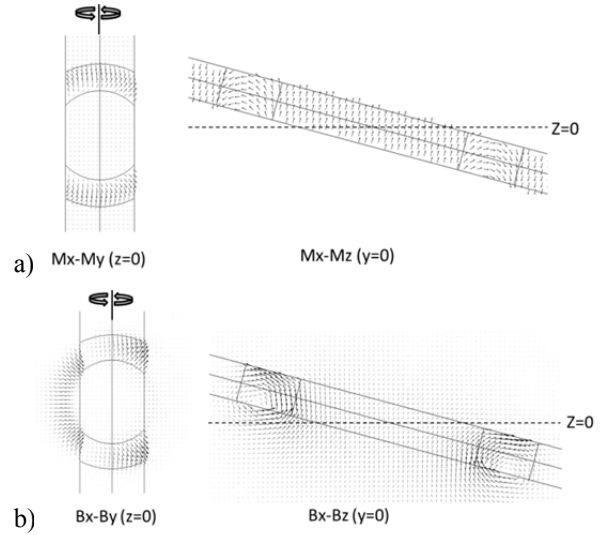 Z=0
a) Mx-My (z=0) Mx-Mz (y=0)
Z=0
b) Bx-By (z=0) Bx-Bz (y=0)